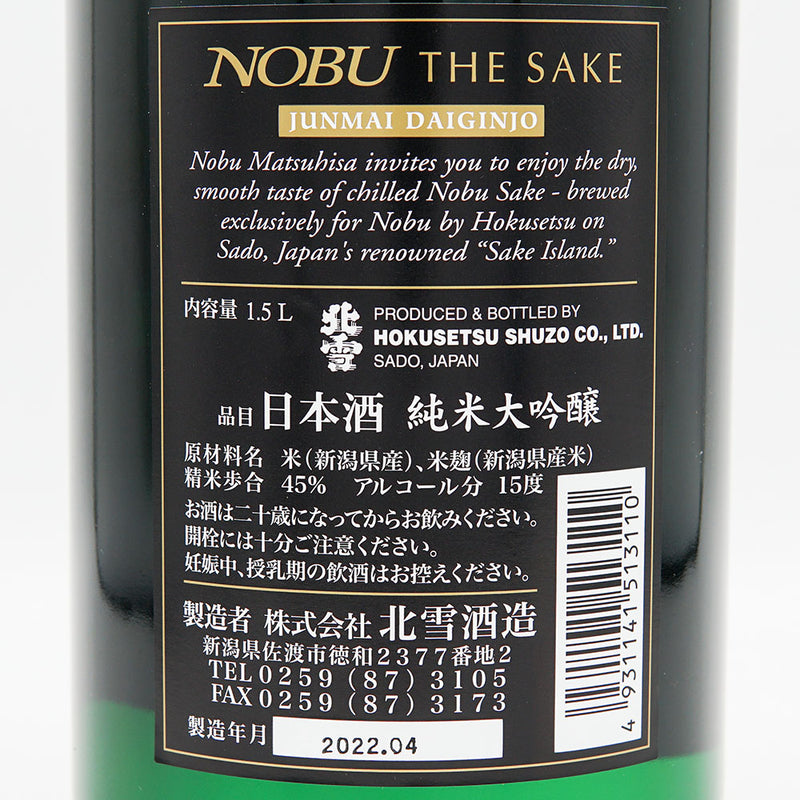 NOBU THE SAKE
JUNMAI DAIGINJO
Nobu Matsuhisa invites you to enjoy the dry,
smooth taste of chilled Nobu Sake - brewed
exclusively for Nobu by Hokusetsu on
Sado, Japan's renowned “Sake Island.”
内容量 1.5 L
北雪
PRODUCED & BOTTLED BY
HOKUSETSU SHUZO CO., LTD.
SADO, JAPAN
品目 日本酒 純米大吟醸
原材料名 米(新潟県産)、米麹(新潟県産米)
精米歩合 45% アルコール分 15度
お酒は二十歳になってからお飲みください。
開栓には十分ご注意ください。
妊娠中、授乳期の飲酒はお控えください。
製造者 株式会社 北雪酒造
新潟県佐渡市徳和2377番地2
TEL 0259 (87) 3105
FAX 0259 (87) 3173
製造年月 2022.04
4 931141 513110